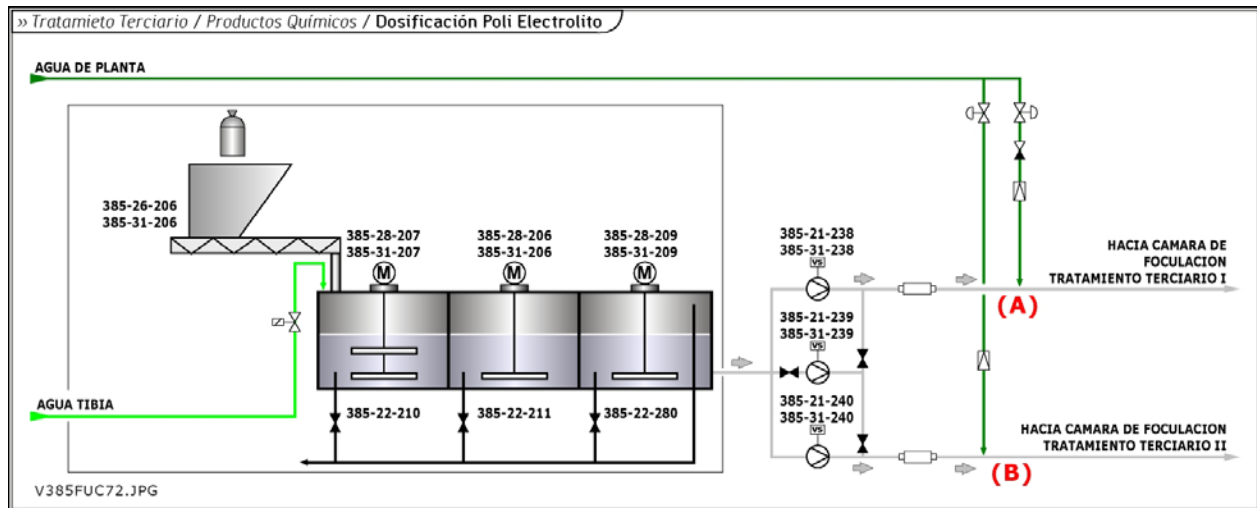 » Tratamieto Terciario / Productos Químicos / Dosificación Poli Electrolito
AGUA DE PLANTA
385-26-206
385-31-206
385-28-207
385-31-207
M
385-28-206
385-31-206
M
385-28-209
385-31-209
M
385-21-238
385-31-238
VS
HACIA CAMARA DE
FOCULACION
TRATAMIENTO TERCIARIO I
(A)
385-21-239
385-31-239
VS
AGUA TIBIA
385-22-210
385-22-211
385-22-280
385-21-240
385-31-240
VS
HACIA CAMARA DE FOCULACION
TRATAMIENTO TERCIARIO II
(B)
V385FUC72.JPG